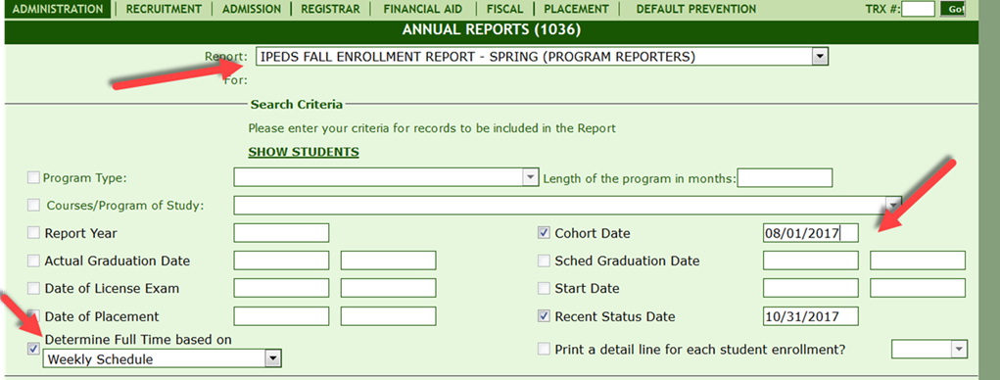 ADMINISTRATION RECRUITMENT ADMISSION REGISTRAR FINANCIAL AID FISCAL PLACEMENT DEFAULT PREVENTION TRX #: Go!
ANNUAL REPORTS (1036)
Report: IPEDS FALL ENROLLMENT REPORT - SPRING (PROGRAM REPORTERS)
For:
Search Criteria
Please enter your criteria for records to be included in the Report
SHOW STUDENTS
Program Type: Length of the program in months:
Courses/Program of Study:
Report Year Cohort Date 08/01/2017
Actual Graduation Date Sched Graduation Date
Date of License Exam Start Date
Date of Placement Recent Status Date 10/31/2017
Determine Full Time based on
Weekly Schedule Print a detail line for each student enrollment?